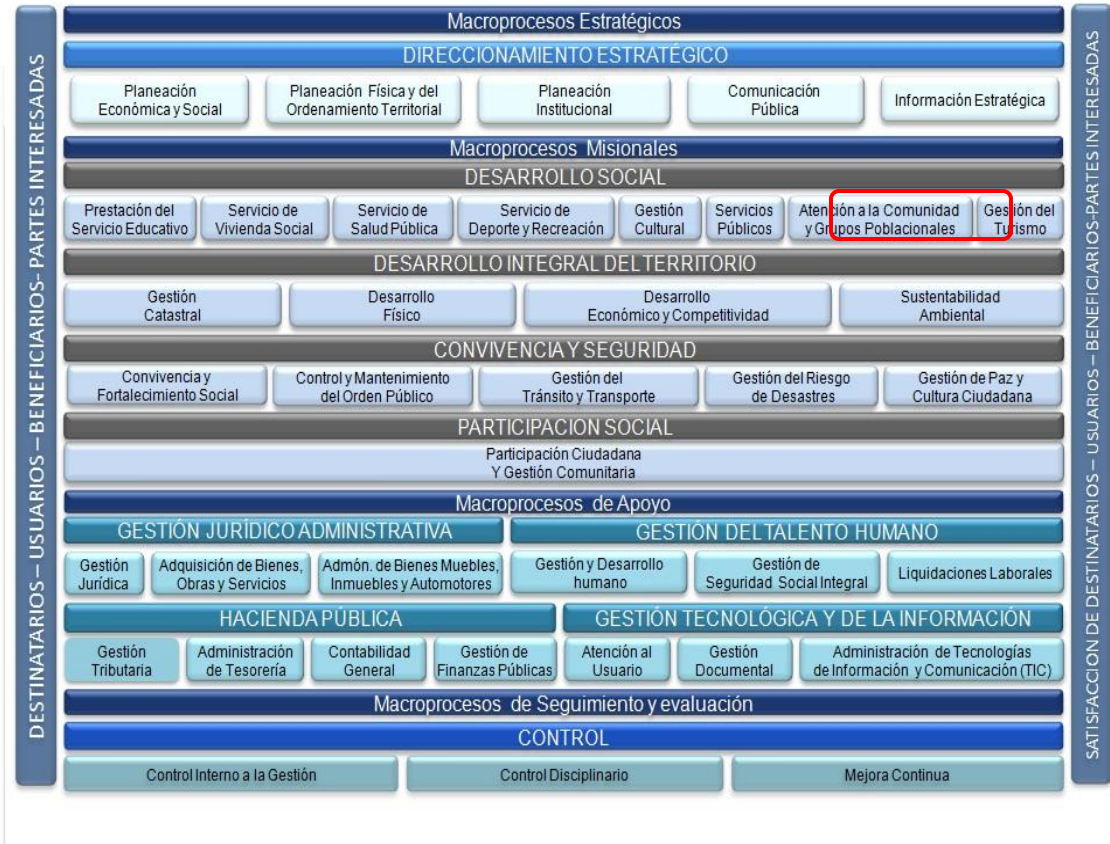 DESTINATARIOS – USUARIOS – BENEFICIARIOS- PARTES INTERESADAS
Macroprocesos Estratégicos
DIRECCIONAMIENTO ESTRATÉGICO
Planeación
Económica y Social
Planeación Física y del
Ordenamiento Territorial
Planeación
Institucional
Comunicación
Pública
Información Estratégica
Macroprocesos Misionales
DESARROLLO SOCIAL
Prestación del
Servicio Educativo
Servicio de
Vivienda Social
Servicio de
Salud Pública
Servicio de
Deporte y Recreación
Gestión
Cultural
Servicios
Públicos
Atención a la Comunidad
y Grupos Poblacionales
Gestión del
Turismo
DESARROLLO INTEGRAL DEL TERRITORIO
Gestión
Catastral
Desarrollo
Físico
Desarrollo
Económico y Competitividad
Sustentabilidad
Ambiental
CONVIVENCIA Y SEGURIDAD
Convivencia y
Fortalecimiento Social
Control y Mantenimiento
del Orden Público
Gestión del
Tránsito y Transporte
Gestión del Riesgo
de Desastres
Gestión de Paz y
Cultura Ciudadana
PARTICIPACION SOCIAL
Participación Ciudadana
Y Gestión Comunitaria
Macroprocesos de Apoyo
GESTIÓN JURÍDICO ADMINISTRATIVA
GESTIÓN DEL TALENTO HUMANO
Gestión
Jurídica
Adquisición de Bienes,
Obras y Servicios
Admón. de Bienes Muebles,
Inmuebles y Automotores
Gestión y Desarrollo
humano
Gestión de
Seguridad Social Integral
Liquidaciones Laborales
HACIENDA PÚBLICA
GESTIÓN TECNOLÓGICA Y DE LA INFORMACIÓN
Gestión
Tributaria
Administración
de Tesorería
Contabilidad
General
Gestión de
Finanzas Públicas
Atención al
Usuario
Gestión
Documental
Administración de Tecnologías
de Información y Comunicación (TIC)
Macroprocesos de Seguimiento y evaluación
CONTROL
Control Interno a la Gestión
Control Disciplinario
Mejora Continua
SATISFACCION DE DESTINATARIOS – USUARIOS – BENEFICIARIOS-PARTES INTERESADAS